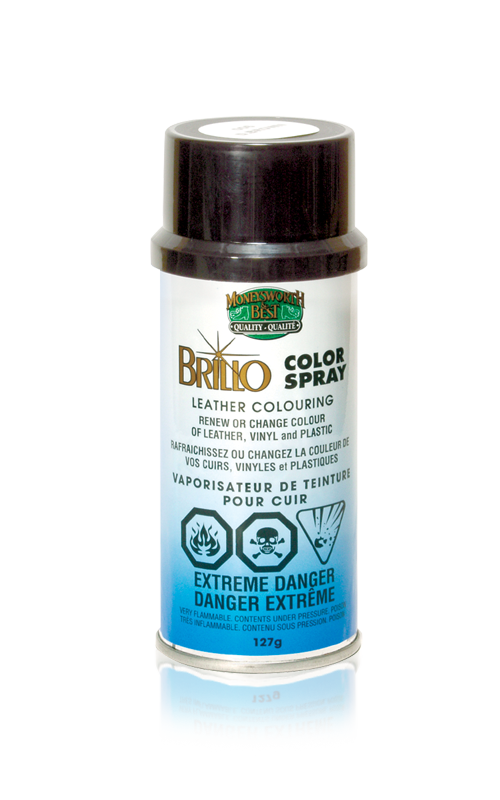 MONEYSWORTH
& BEST
• QUALITY - QUALITÉ •
BRILLO COLOR SPRAY
LEATHER COLOURING
RENEW OR CHANGE COLOUR
OF LEATHER, VINYL and PLASTIC
RAFRAICHISSEZ OU CHANGEZ LA COULEUR DE
VOS CUIRS, VINYLES et PLASTIQUES
VAPORISATEUR DE TEINTURE
POUR CUIR
EXTREME DANGER
DANGER EXTRÊME
VERY FLAMMABLE. CONTENTS UNDER PRESSURE.
TRÈS INFLAMMABLE. CONTENU SOUS PRESSION.
127g